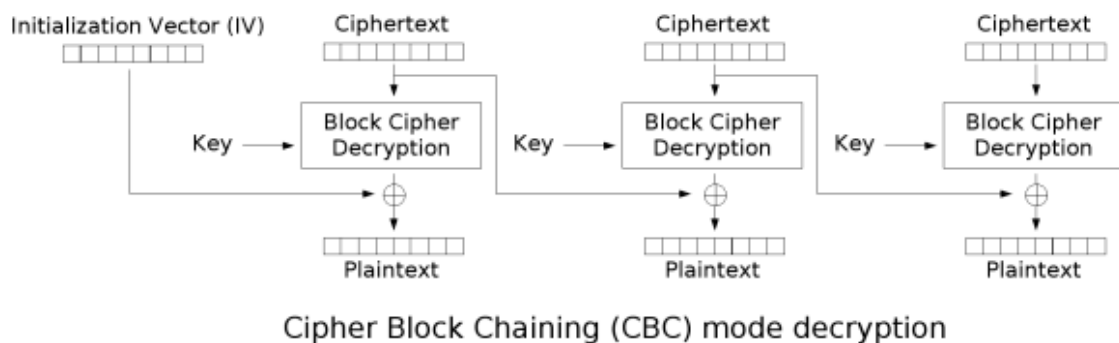 Initialization Vector (IV)
Ciphertext
Ciphertext
Ciphertext
Key
Block Cipher
Decryption
Key
Block Cipher
Decryption
Key
Block Cipher
Decryption
Plaintext
Plaintext
Plaintext
Cipher Block Chaining (CBC) mode decryption